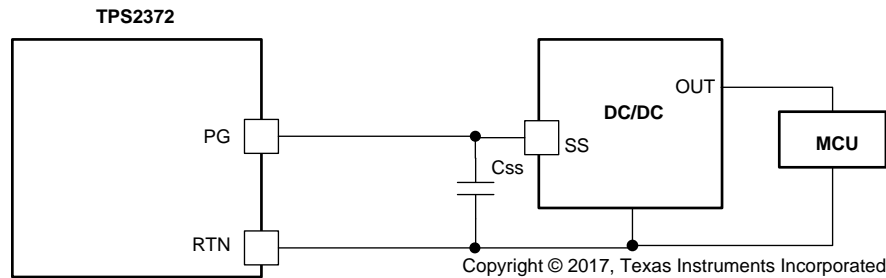 TPS2372
OUT
DC/DC
PG
SS
MCU
Css
RTN
Copyright © 2017, Texas Instruments Incorporated